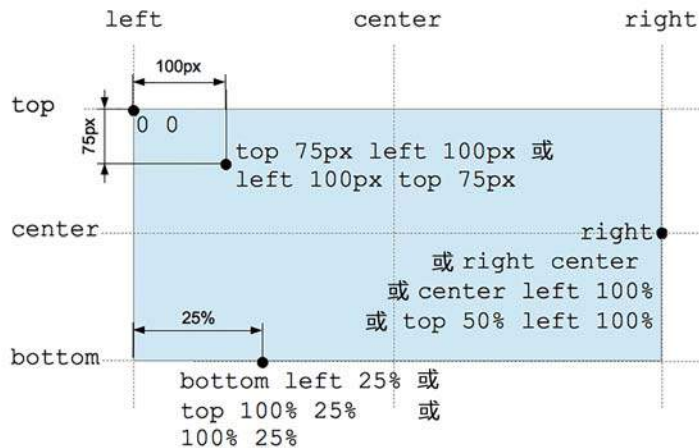 left center right
100px
top
0 0
75px
top 75px left 100px 或
left 100px top 75px
center
right
或 right center
或 center left 100%
或 top 50% left 100%
25%
bottom
bottom left 25% 或
top 100% 25% 或
100% 25%